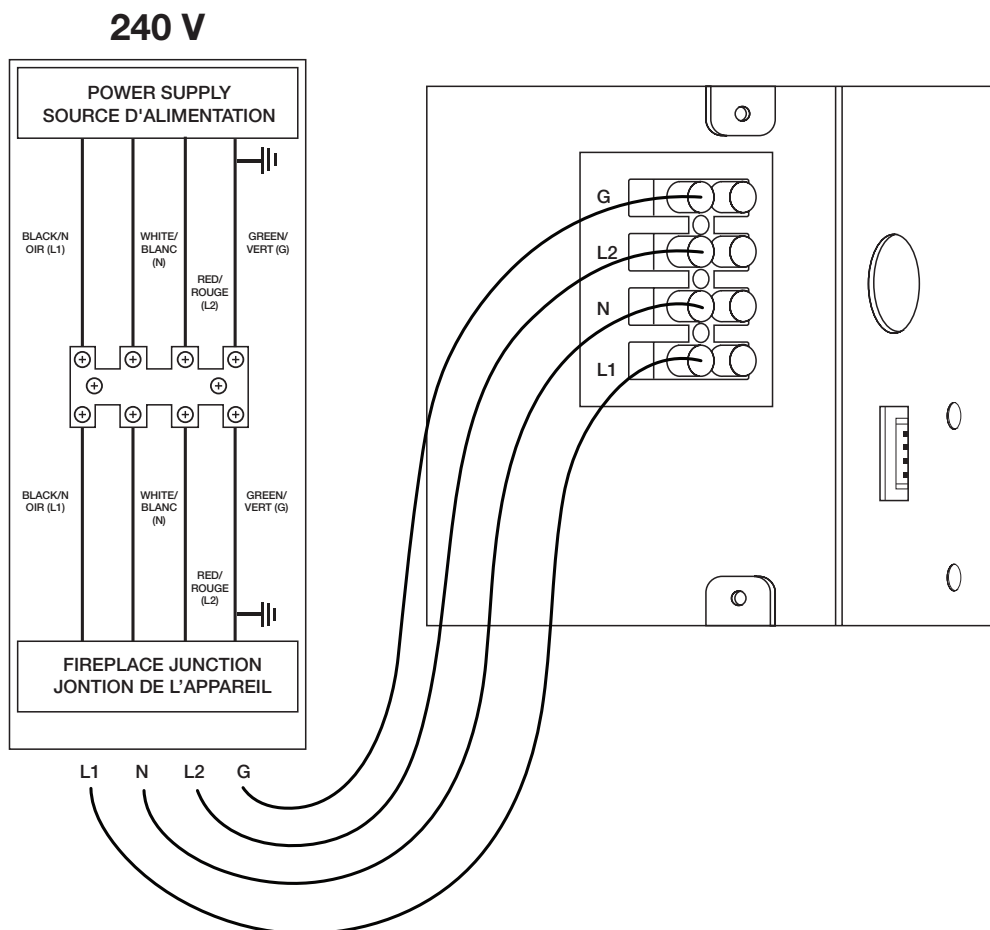 240 V
POWER SUPPLY
SOURCE D'ALIMENTATION
BLACK/N
OIR (L1)
WHITE/
BLANC
(N)
RED/
ROUGE
(L2)
GREEN/
VERT (G)
BLACK/N
OIR (L1)
WHITE/
BLANC
(N)
RED/
ROUGE
(L2)
GREEN/
VERT (G)
FIREPLACE JUNCTION
JONTION DE L’APPAREIL
L1 N L2 G
G
L2
N
L1